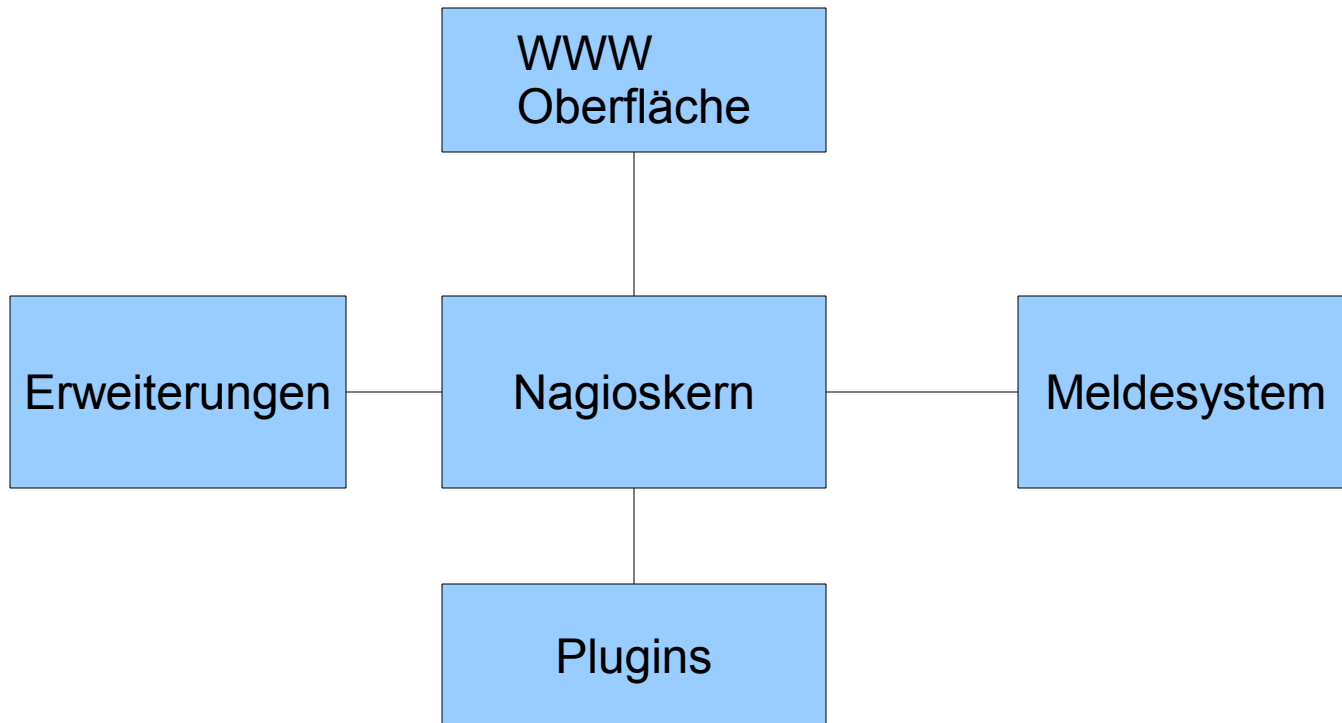 WWW
Oberfläche
Erweiterungen
Nagioskern
Meldesystem
Plugins